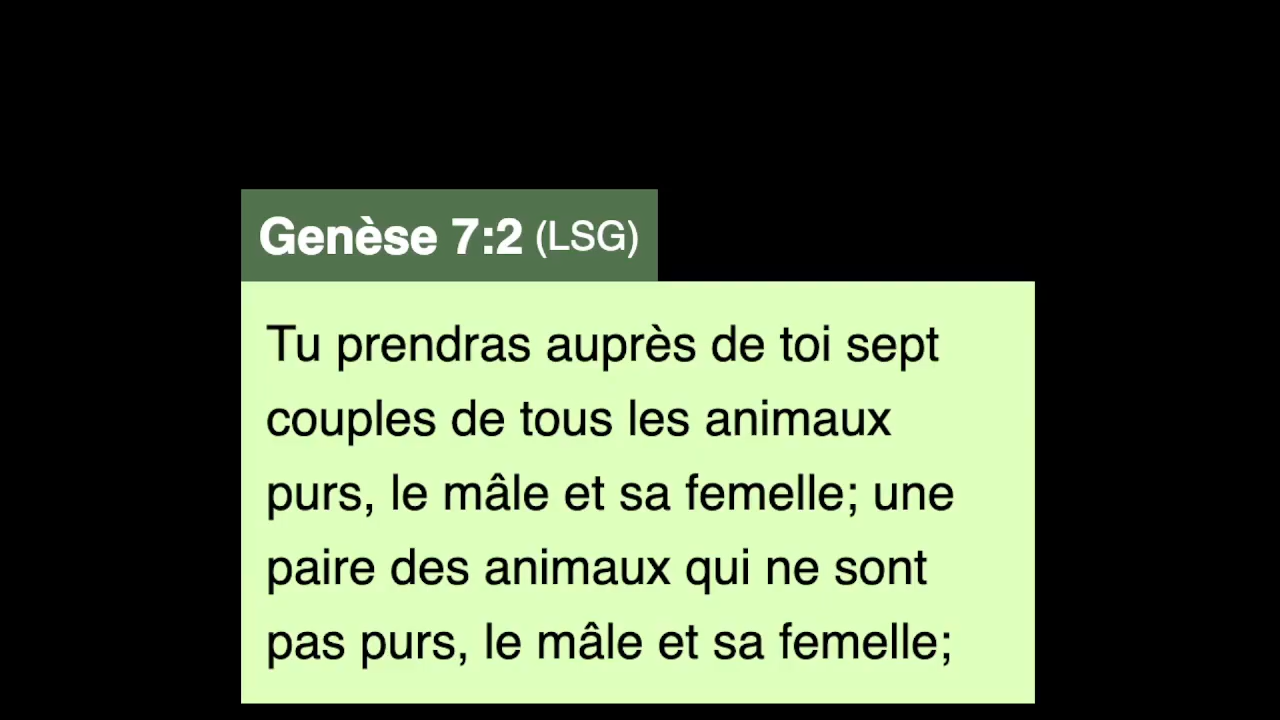 Genèse 7:2 (LSG)
Tu prendras auprès de toi sept
couples de tous les animaux
purs, le mâle et sa femelle; une
paire des animaux qui ne sont
pas purs, le mâle et sa femelle;